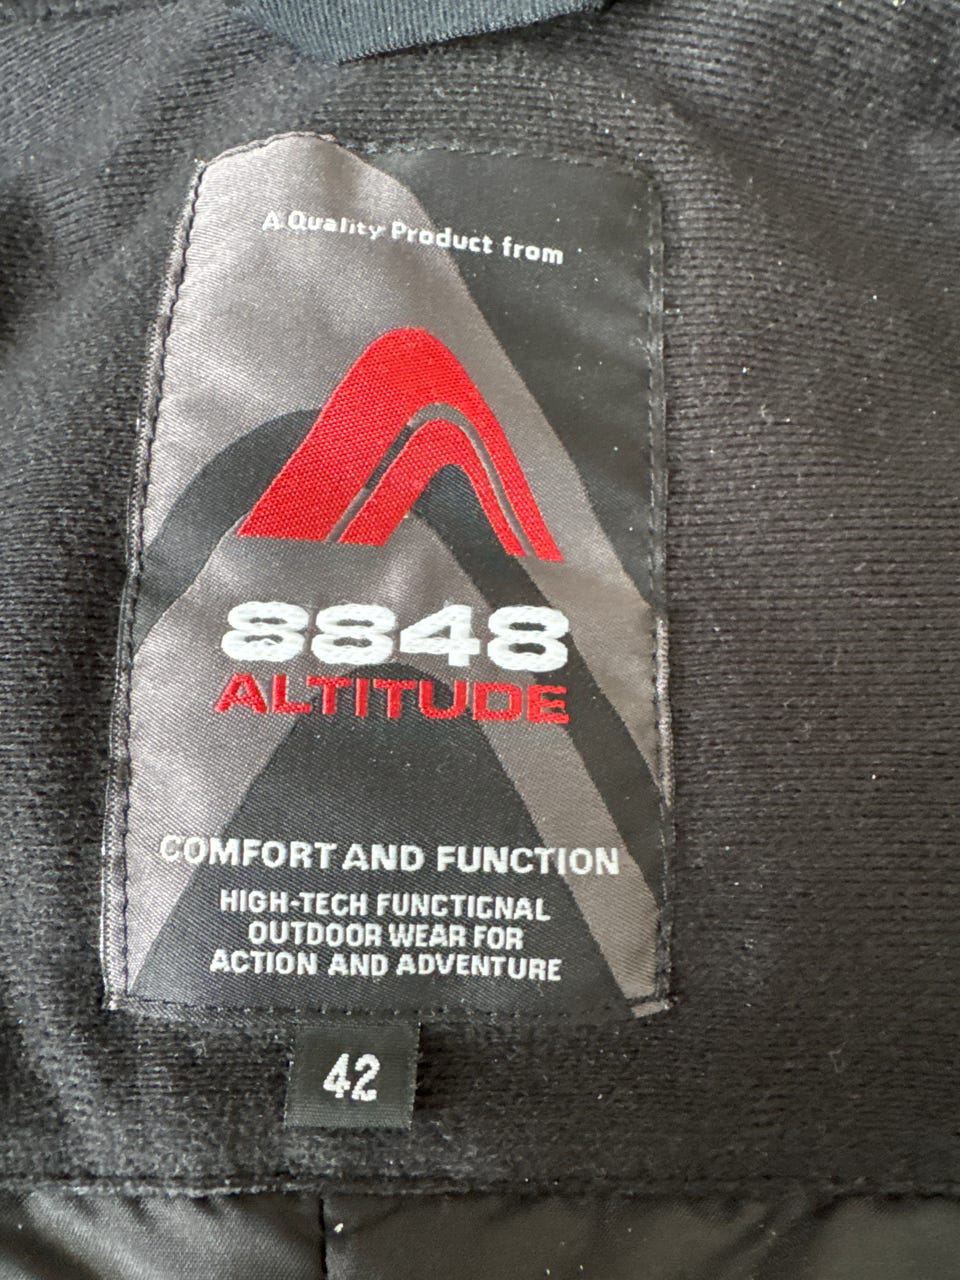 A Quality Product from
8848
ALTITUDE
COMFORT AND FUNCTION
HIGH-TECH FUNCTIONAL
OUTDOOR WEAR FOR
ACTION AND ADVENTURE
42